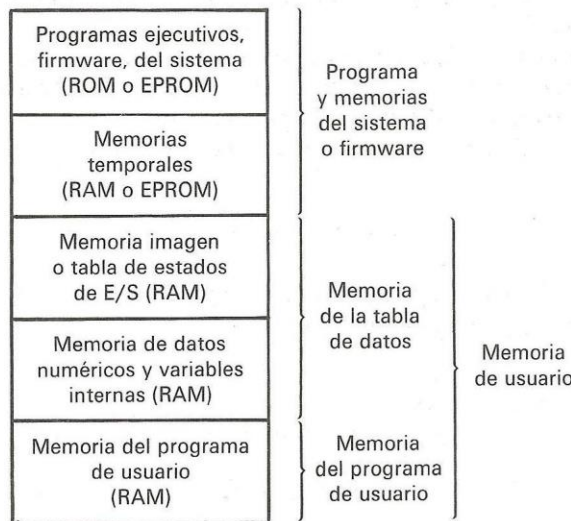 Programas ejecutivos,
firmware, del sistema
(ROM o EPROM)
Memorias
temporales
(RAM o EPROM)
Programa
y memorias
del sistema
o firmware
Memoria imagen
o tabla de estados
de E/S (RAM)
Memoria de datos
numéricos y variables
internas (RAM)
Memoria
de la tabla
de datos
Memoria del programa
de usuario
(RAM)
Memoria
del programa
de usuario
Memoria
de usuario